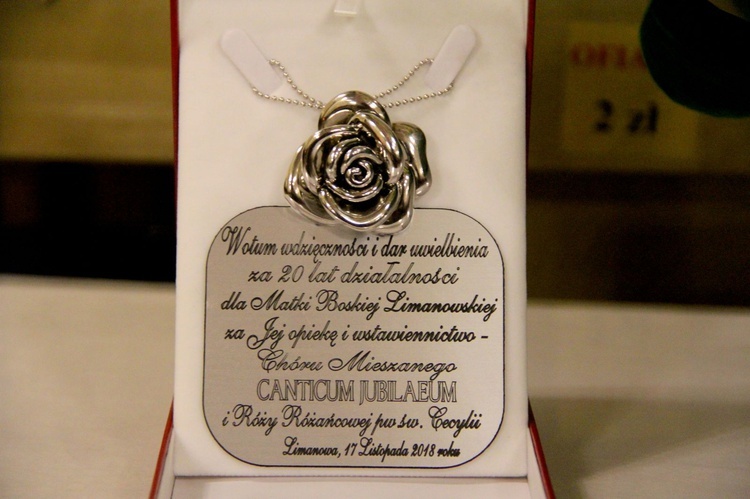 OFIA
2 zł
Wotum wdzięczności i dar uwielbienia
za 20 lat działalności
dla Matki Boskiej Limanowskiej
za Jej opiekę i wstawiennictwo -
Chóru Mieszanego
CANTICUM JUBILAEUM
i Róży Różańcowej pw św. Cecylii
Limanowa, 17 Listopada 2018 roku